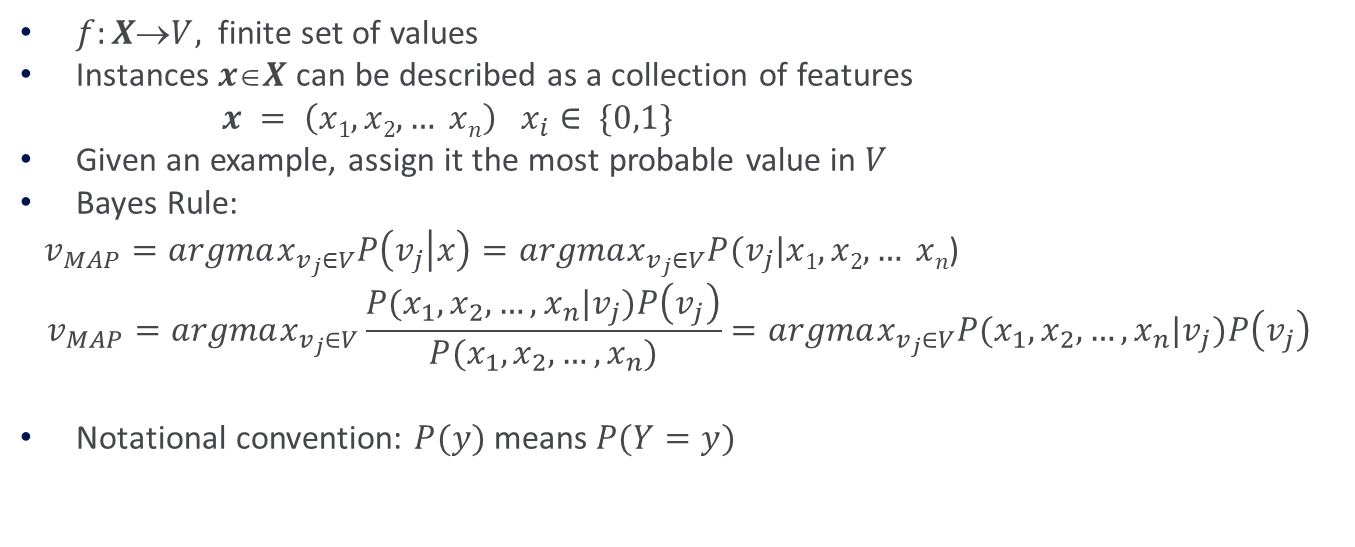 • f: X→V, finite set of values
• Instances x∈X can be described as a collection of features
x = (x₁, x₂, … xₙ) xᵢ ∈ {0,1}
• Given an example, assign it the most probable value in V
• Bayes Rule:
v_MAP = argmax_{vⱼ∈V} P(vⱼ|x) = argmax_{vⱼ∈V} P(vⱼ|x₁, x₂, … xₙ)
v_MAP = argmax_{vⱼ∈V} P(x₁, x₂, … , xₙ|vⱼ)P(vⱼ) / P(x₁, x₂, … , xₙ) = argmax_{vⱼ∈V} P(x₁, x₂, … , xₙ|vⱼ)P(vⱼ)
• Notational convention: P(y) means P(Y = y)